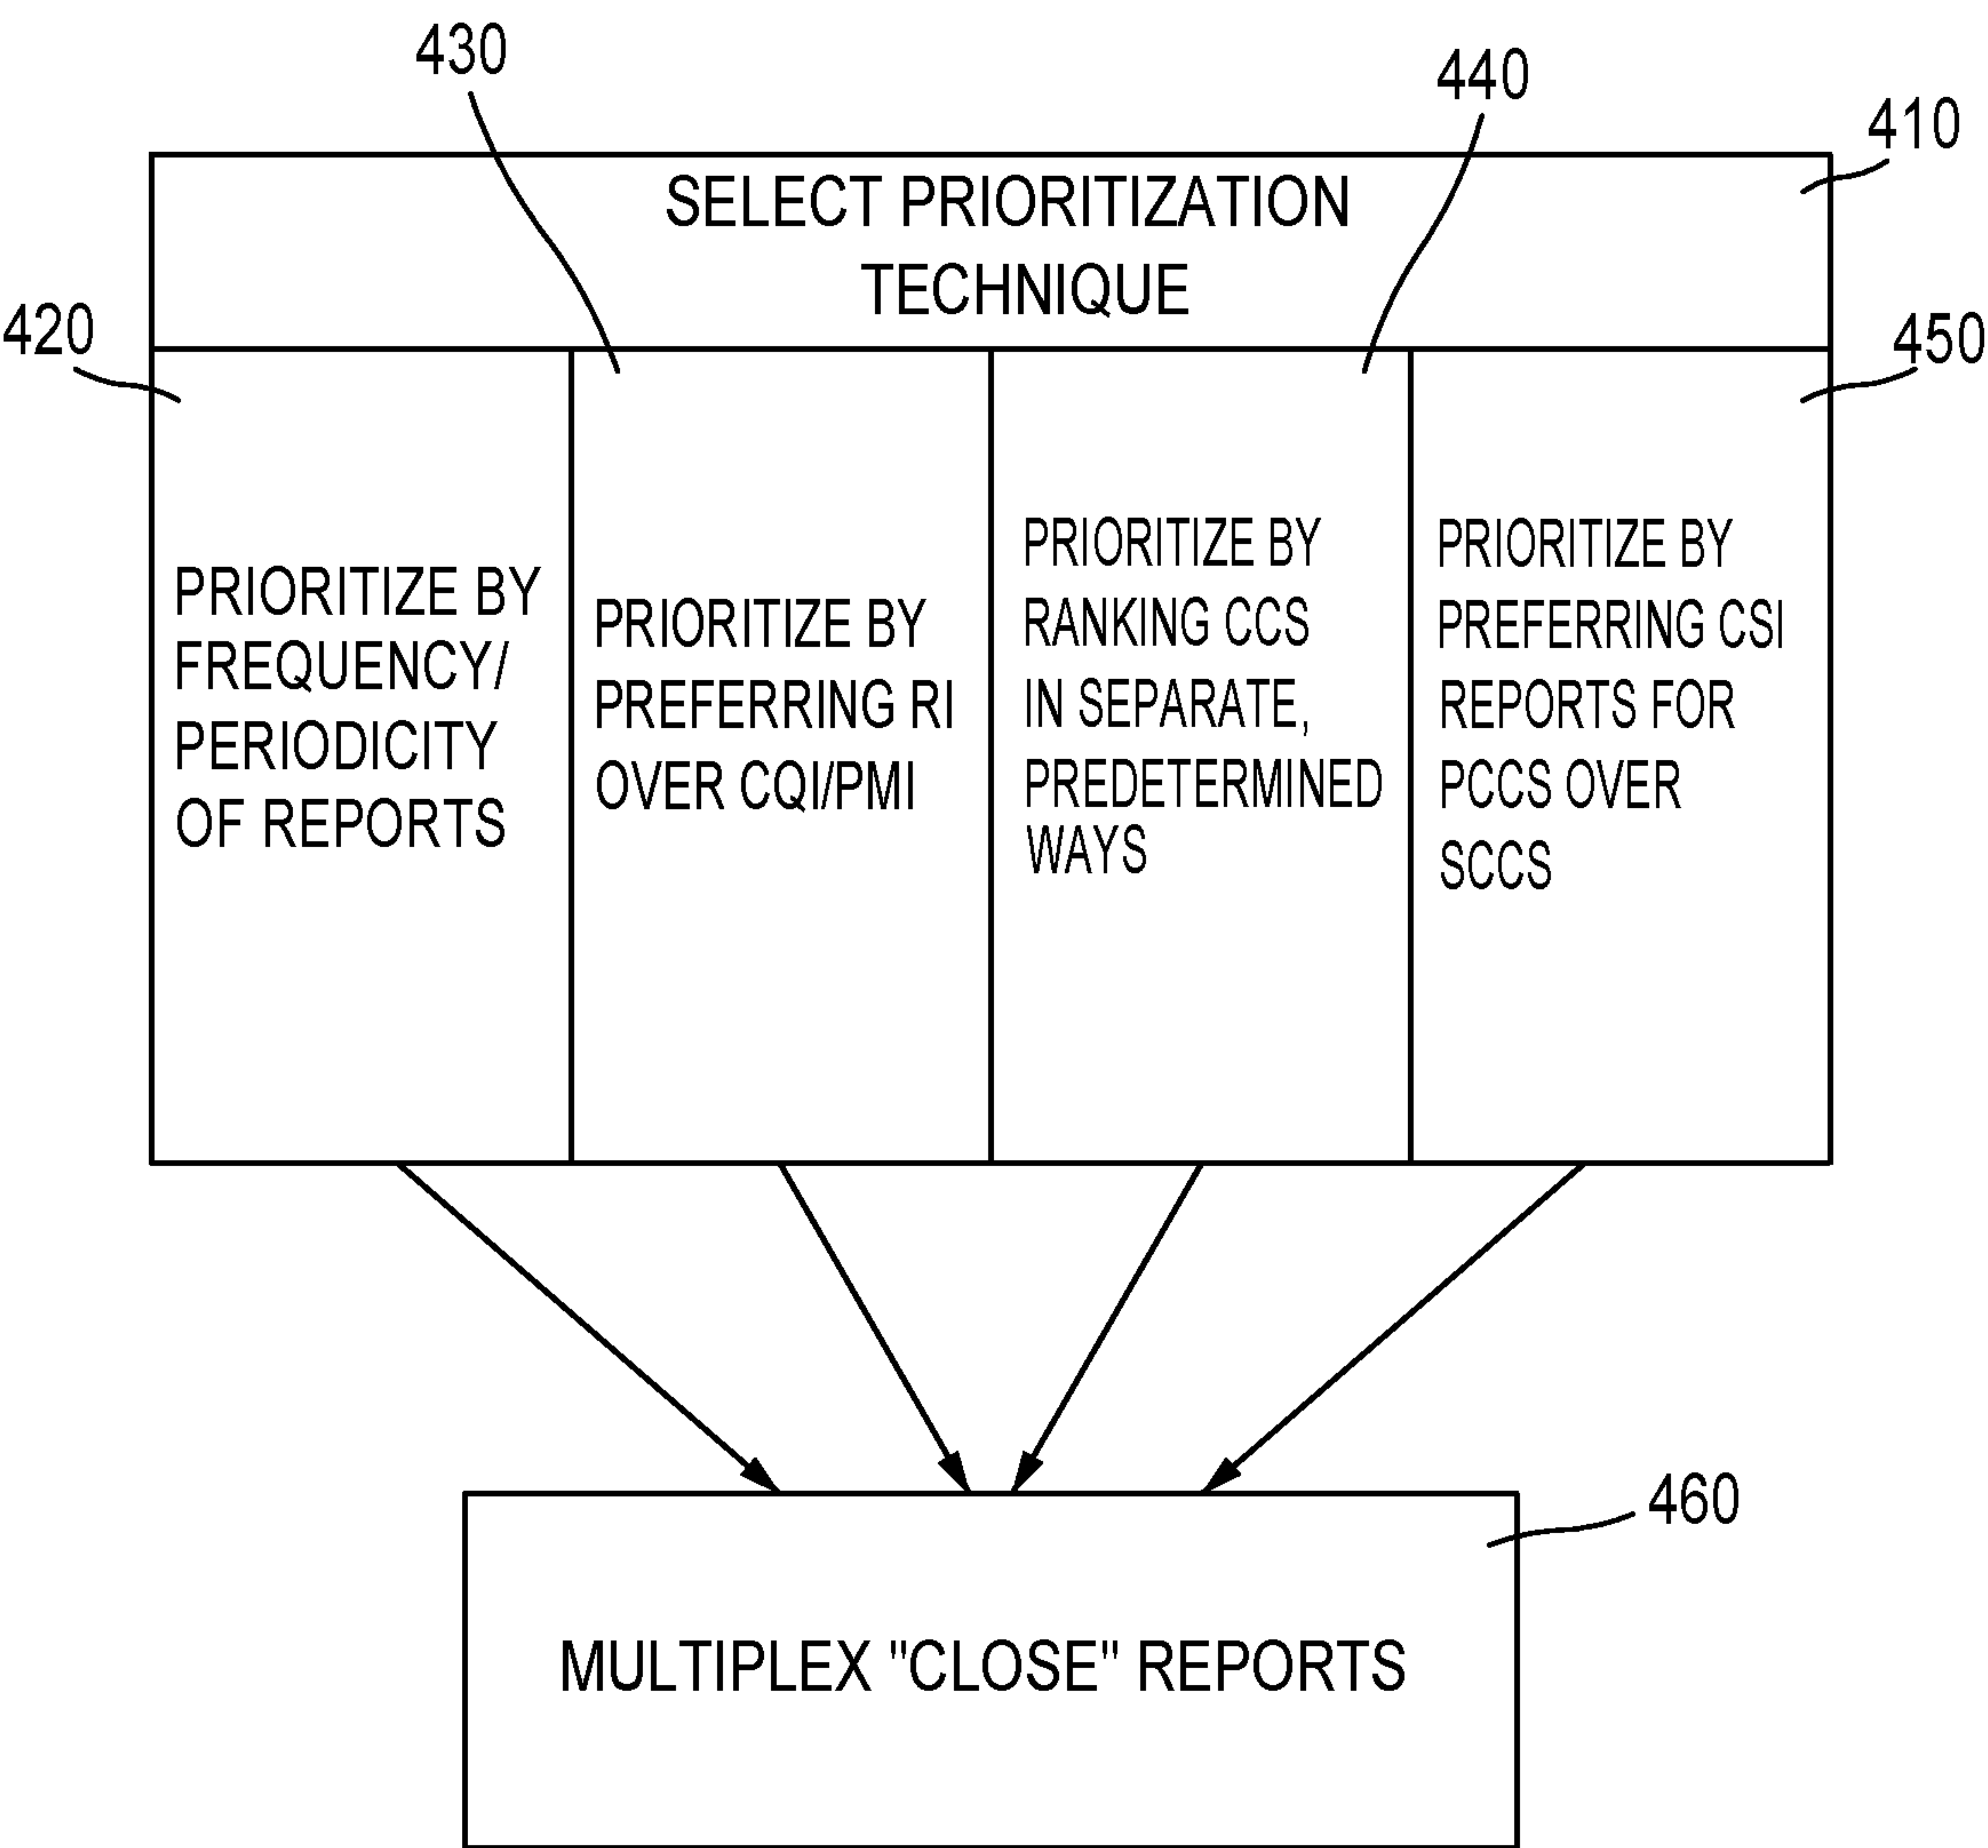 430
440
410
SELECT PRIORITIZATION
TECHNIQUE
420
450
PRIORITIZE BY
FREQUENCY/
PERIODICITY
OF REPORTS
PRIORITIZE BY
PREFERRING RI
OVER CQI/PMI
PRIORITIZE BY
RANKING CCS
IN SEPARATE,
PREDETERMINED
WAYS
PRIORITIZE BY
PREFERRING CSI
REPORTS FOR
PCCS OVER
SCCS
460
MULTIPLEX "CLOSE" REPORTS